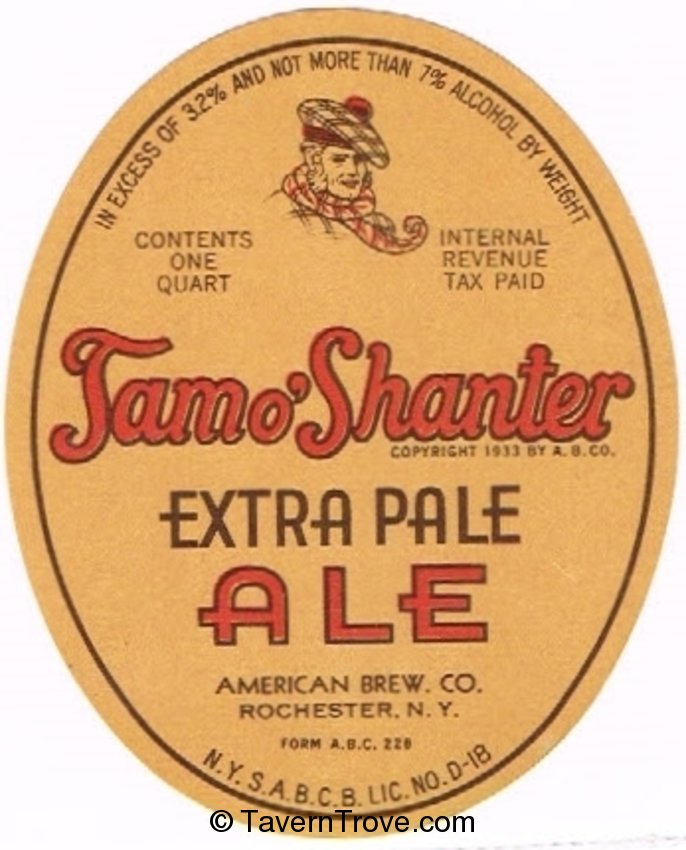 IN EXCESS OF 3.2% AND NOT MORE THAN 7% ALCOHOL BY WEIGHT
CONTENTS
ONE
QUART
INTERNAL
REVENUE
TAX PAID
Tam o' Shanter
COPYRIGHT 1933 BY A.B.CO.
EXTRA PALE
ALE
AMERICAN BREW. CO.
ROCHESTER, N.Y.
FORM A.B.C. 228
N.Y.S.A.B.C.B. LIC. NO. D-18
© TavernTrove.com